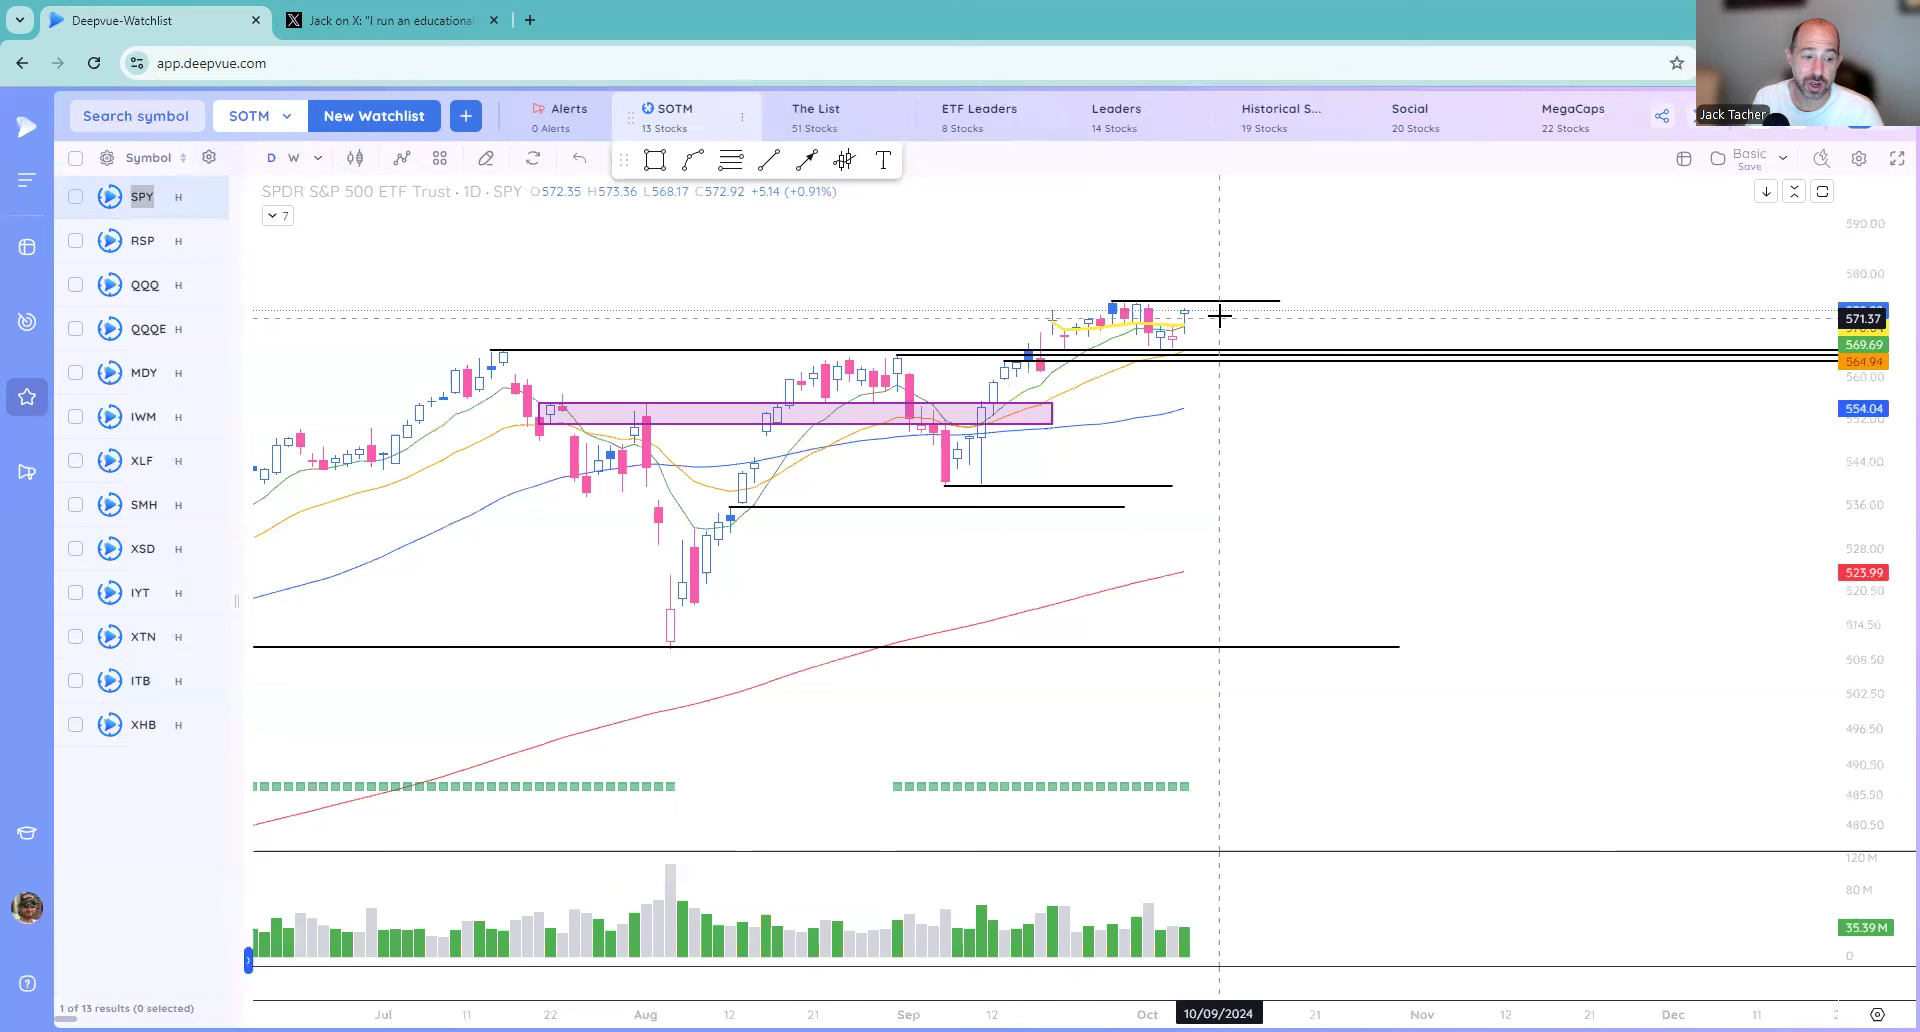 Deepvue-Watchlist
Jack on X: "I run an educational
app.deepvue.com
Jack Tacher
Search symbol
SOTM
New Watchlist
Alerts
0 Alerts
SOTM
13 Stocks
The List
51 Stocks
ETF Leaders
8 Stocks
Leaders
14 Stocks
Historical S...
19 Stocks
Social
20 Stocks
MegaCaps
22 Stocks
Symbol
D W
T
Basic
Save
SPDR S&P 500 ETF Trust · 1D · SPY O572.35 H573.36 L568.17 C572.92 +5.14 (+0.91%)
7
SPY H
RSP H
QQQ H
QQQE H
MDY H
IWM H
XLF H
SMH H
XSD H
IYT H
XTN H
ITB H
XHB H
590.00
580.00
571.37
569.69
564.94
560.00
554.04
552.00
544.00
536.00
528.00
523.99
520.50
514.50
508.50
502.50
496.50
490.50
485.50
480.50
120 M
80 M
35.39 M
0
1 of 13 results (0 selected)
Jul 11 22 Aug 12 21 Sep 12 Oct 10/09/2024 21 Nov 12 21 Dec 11